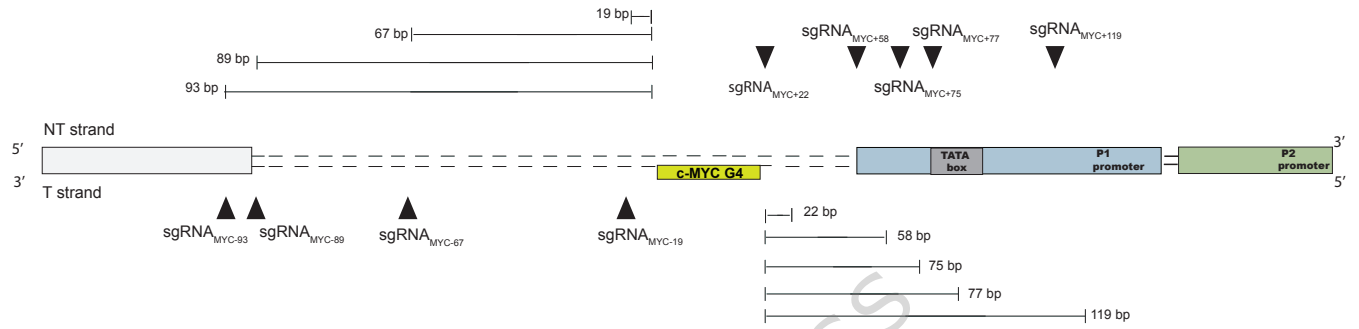 19 bp
67 bp
89 bp
93 bp
sgRNAMYC+58
sgRNAMYC+77
sgRNAMYC+119
sgRNAMYC+22
sgRNAMYC+75
NT strand
5’
3’
3’
5’
T strand
c-MYC G4
TATA
box
P1
promoter
P2
promoter
sgRNAMYC-93
sgRNAMYC-89
sgRNAMYC-67
sgRNAMYC-19
22 bp
58 bp
75 bp
77 bp
119 bp